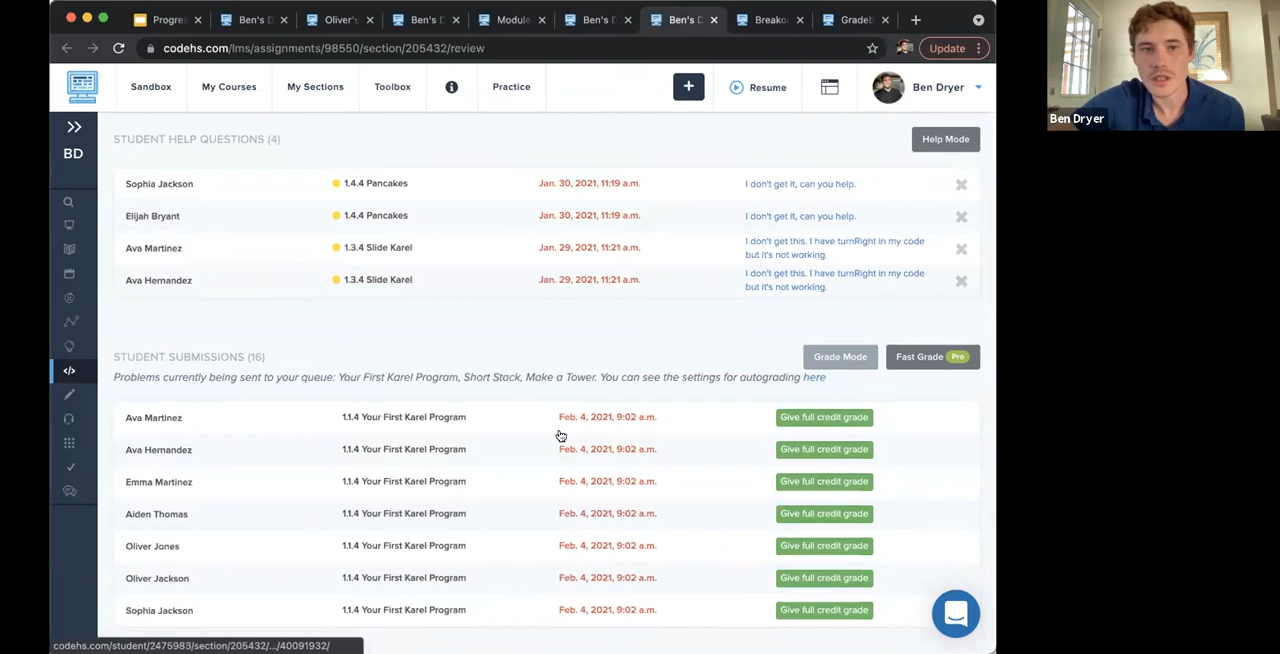 Progres
Ben's D
Oliver's
Ben's D
Module
Ben's D
Ben's D
Breako
Gradeb
codehs.com/lms/assignments/98550/section/205432/review
Update
Sandbox
My Courses
My Sections
Toolbox
Practice
Resume
Ben Dryer
BD
STUDENT HELP QUESTIONS (4)
Help Mode
Sophia Jackson 1.4.4 Pancakes Jan. 30, 2021, 11:19 a.m. I don't get it, can you help.
Elijah Bryant 1.4.4 Pancakes Jan. 30, 2021, 11:19 a.m. I don't get it, can you help.
Ava Martinez 1.3.4 Slide Karel Jan. 29, 2021, 11:21 a.m. I don't get this. I have turnRight in my code
but it's not working.
Ava Hernandez 1.3.4 Slide Karel Jan. 29, 2021, 11:21 a.m. I don't get this. I have turnRight in my code
but it's not working.
STUDENT SUBMISSIONS (16)
Grade Mode
Fast Grade Pro
Problems currently being sent to your queue: Your First Karel Program, Short Stack, Make a Tower. You can see the settings for autograding here
Ava Martinez 1.1.4 Your First Karel Program Feb. 4, 2021, 9:02 a.m. Give full credit grade
Ava Hernandez 1.1.4 Your First Karel Program Feb. 4, 2021, 9:02 a.m. Give full credit grade
Emma Martinez 1.1.4 Your First Karel Program Feb. 4, 2021, 9:02 a.m. Give full credit grade
Aiden Thomas 1.1.4 Your First Karel Program Feb. 4, 2021, 9:02 a.m. Give full credit grade
Oliver Jones 1.1.4 Your First Karel Program Feb. 4, 2021, 9:02 a.m. Give full credit grade
Oliver Jackson 1.1.4 Your First Karel Program Feb. 4, 2021, 9:02 a.m. Give full credit grade
Sophia Jackson 1.1.4 Your First Karel Program Feb. 4, 2021, 9:02 a.m. Give full credit grade
codehs.com/student/2475983/section/205432/.../40091932/
Ben Dryer